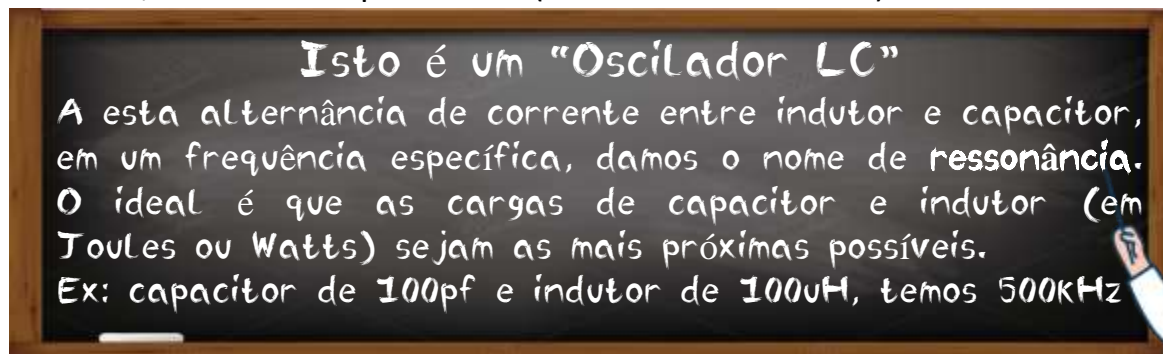 Isto é um “Oscilador LC”
A esta alternância de corrente entre indutor e capacitor,
em um frequência específica, damos o nome de ressonância.
O ideal é que as cargas de capacitor e indutor (em
Joules ou Watts) sejam as mais próximas possíveis.
Ex: capacitor de 100pf e indutor de 100uH, temos 500kHz